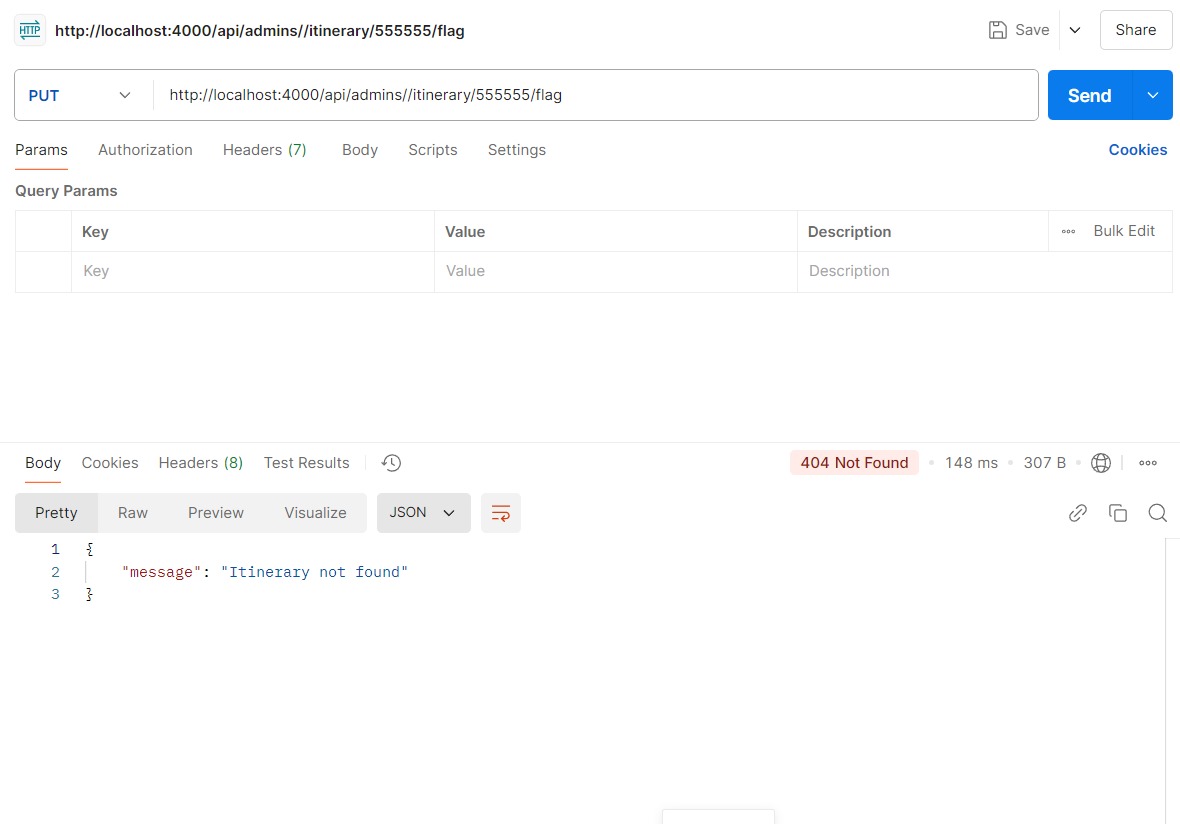 HTTP http://localhost:4000/api/admins//itinerary/555555/flag Save Share
PUT http://localhost:4000/api/admins//itinerary/555555/flag Send
Params Authorization Headers (7) Body Scripts Settings Cookies
Query Params
Key Value Description Bulk Edit
Key Value Description
Body Cookies Headers (8) Test Results 404 Not Found 148 ms 307 B
Pretty Raw Preview Visualize JSON
1 {
2 "message": "Itinerary not found"
3 }